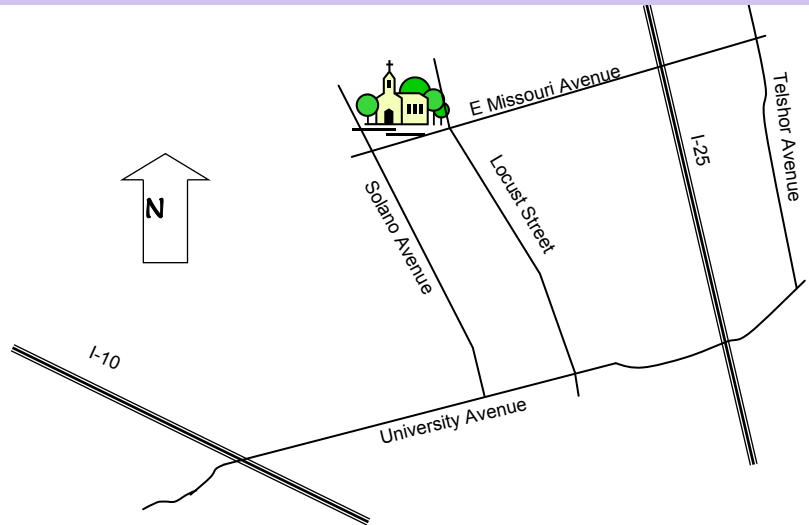 E Missouri Avenue
Telshor Avenue
I-25
Locust Street
Solano Avenue
N
I-10
University Avenue